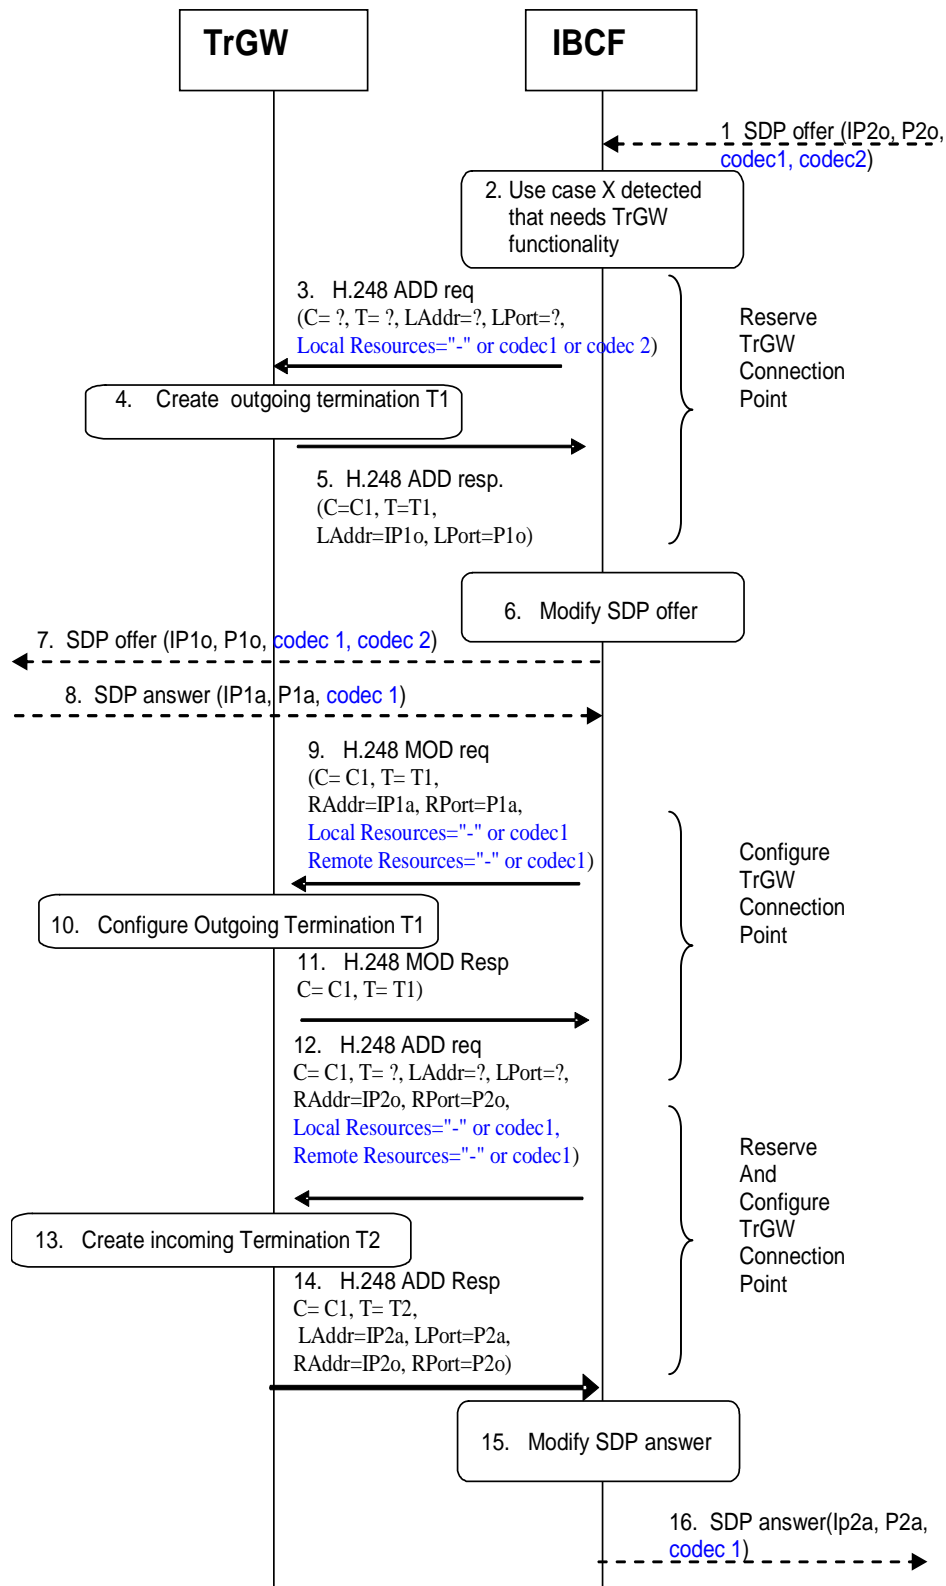 TrGW
IBCF
1 SDP offer (IP2o, P2o,
codec1, codec2)
2. Use case X detected
that needs TrGW
functionality
3. H.248 ADD req
(C= ?, T= ?, LAddr=?, LPort=?,
Local Resources="-" or codec1 or codec 2)
Reserve
TrGW
Connection
Point
4. Create outgoing termination T1
5. H.248 ADD resp.
(C=C1, T=T1,
LAddr=IP1o, LPort=P1o)
6. Modify SDP offer
7. SDP offer (IP1o, P1o, codec 1, codec 2)
8. SDP answer (IP1a, P1a, codec 1)
9. H.248 MOD req
(C= C1, T= T1,
RAddr=IP1a, RPort=P1a,
Local Resources="-" or codec1
Remote Resources="-" or codec1)
Configure
TrGW
Connection
Point
10. Configure Outgoing Termination T1
11. H.248 MOD Resp
C= C1, T= T1)
12. H.248 ADD req
C= C1, T= ?, LAddr=?, LPort=?,
RAddr=IP2o, RPort=P2o,
Local Resources="-" or codec1,
Remote Resources="-" or codec1)
Reserve
And
Configure
TrGW
Connection
Point
13. Create incoming Termination T2
14. H.248 ADD Resp
C= C1, T= T2,
LAddr=IP2a, LPort=P2a,
RAddr=IP2o, RPort=P2o)
15. Modify SDP answer
16. SDP answer(Ip2a, P2a,
codec 1)